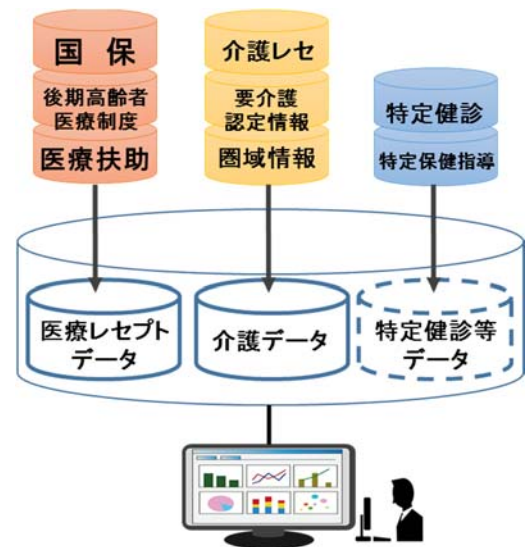 国 保
後期高齢者
医療制度
医療扶助
介護レセ
要介護
認定情報
圏域情報
特定健診
特定保健指導
医療レセプト
データ
介護データ
特定健診等
データ